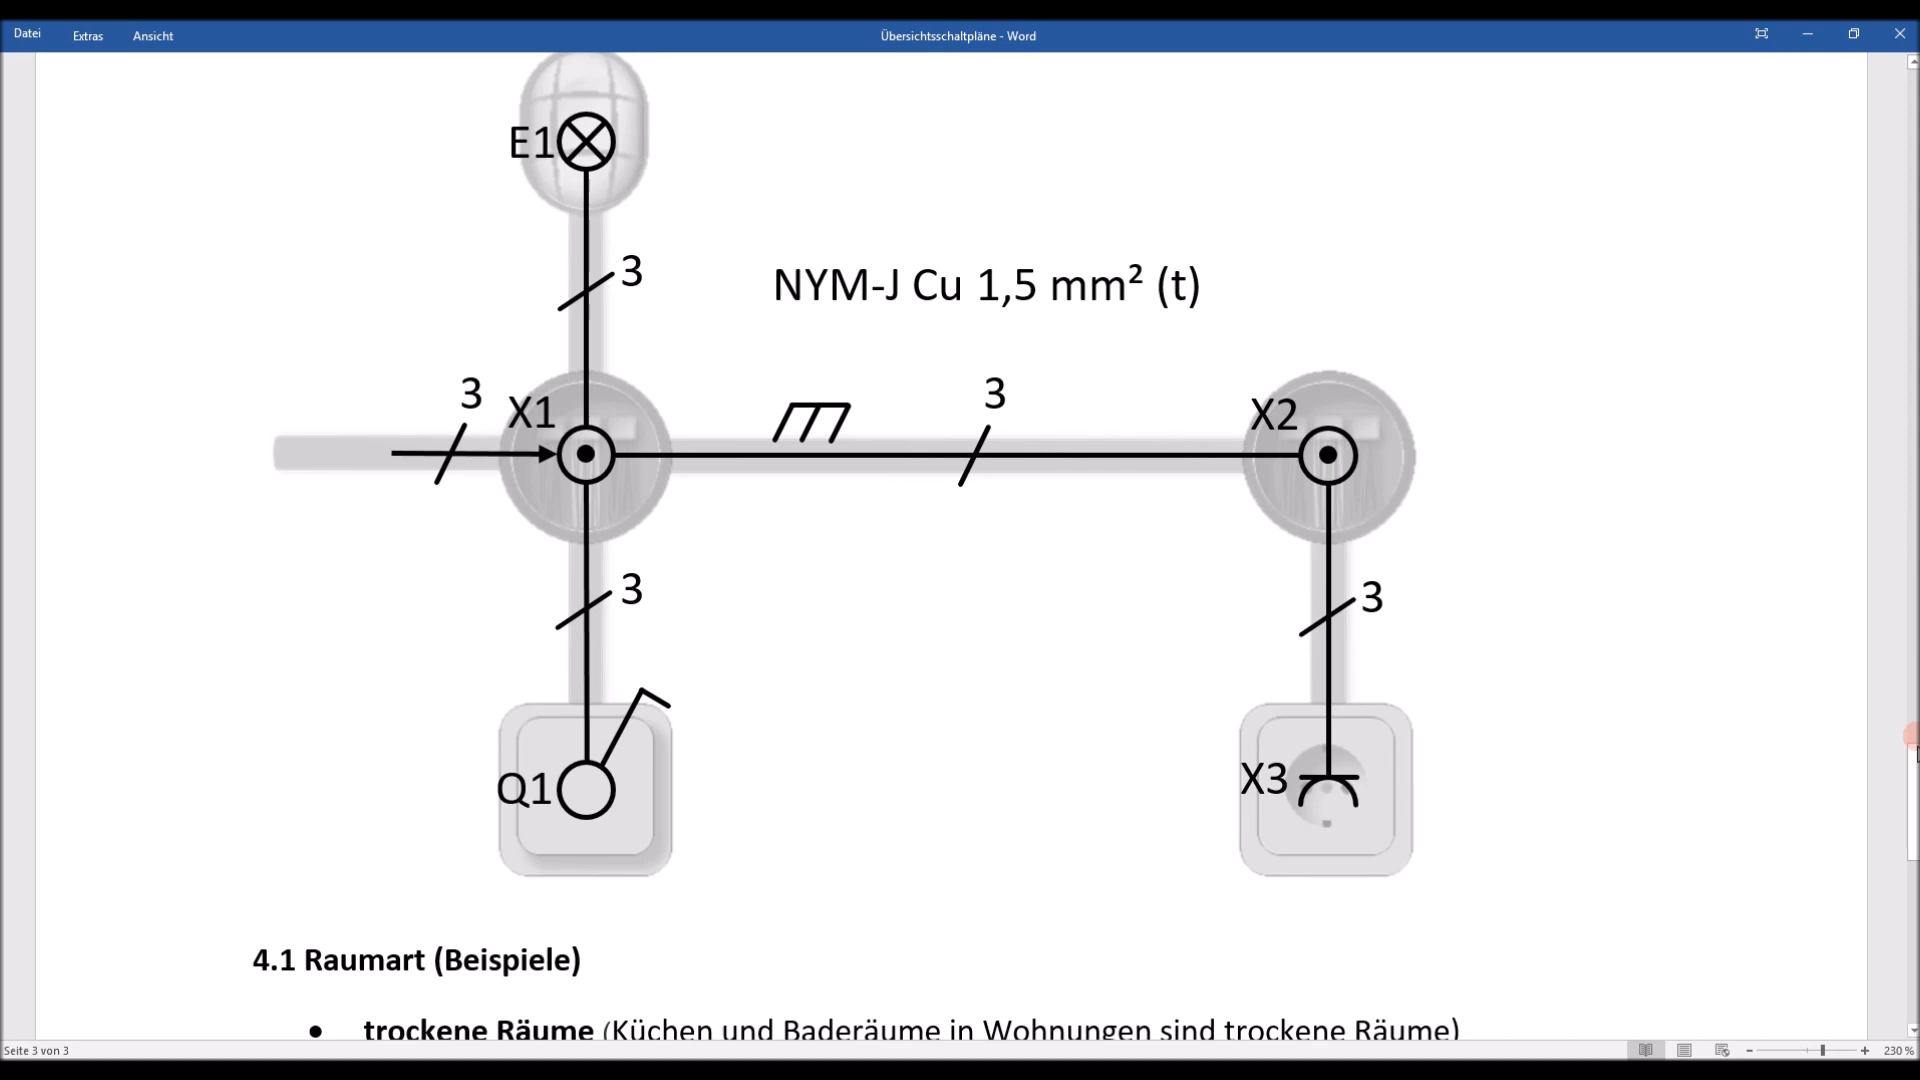 Datei Extras Ansicht Übersichtsschaltpläne - Word
E1
3
NYM-J Cu 1,5 mm² (t)
3 X1 3 X2
3 3
Q1 X3
4.1 Raumart (Beispiele)
• trockene Räume (Küchen und Baderäume in Wohnungen sind trockene Räume)
Seite 3 von 3 230 %